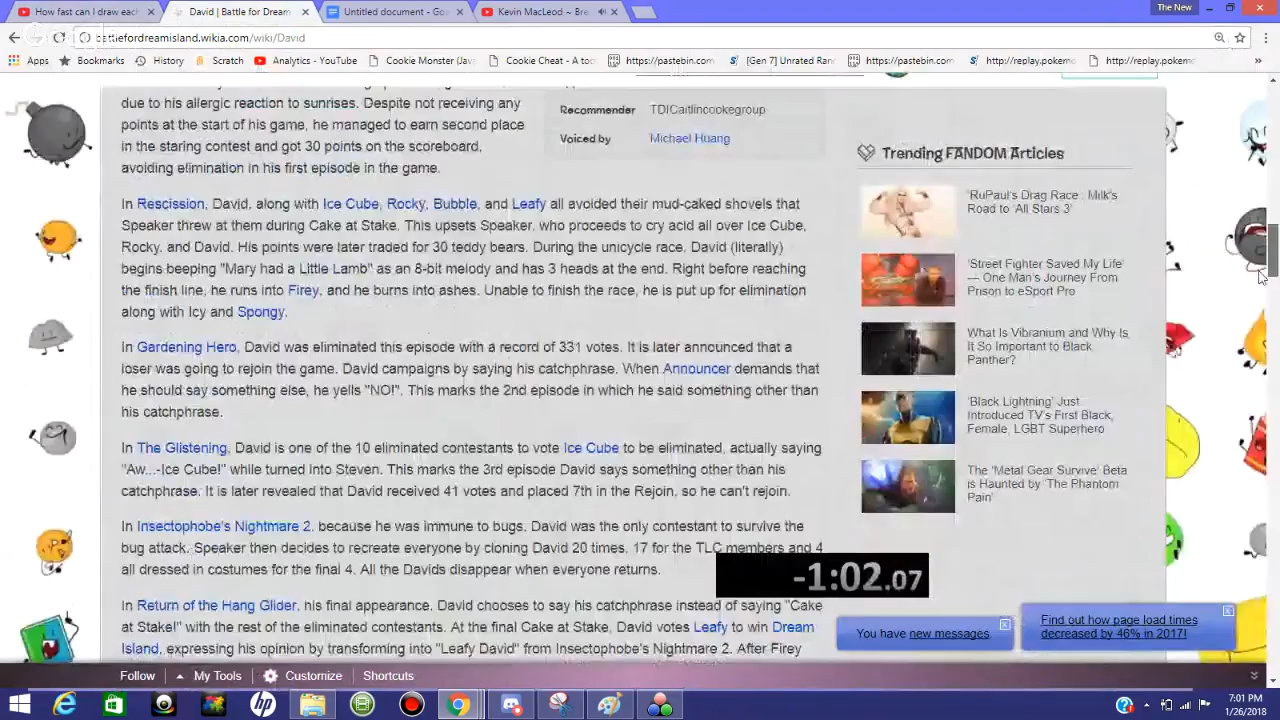 How fast can I draw each
David | Battle for Dream
Untitled document - Go
Kevin MacLeod ~ Bre
The New
battlefordreamisland.wikia.com/wiki/David
Apps
Bookmarks
History
Scratch
Analytics - YouTube
Cookie Monster (Java
Cookie Cheat - A too
https://pastebin.com
[Gen 7] Unrated Ran
https://pastebin.com
http://replay.pokemo
http://replay.pokemo
due to his allergic reaction to sunrises. Despite not receiving any
points at the start of his game, he managed to earn second place
in the staring contest and got 30 points on the scoreboard,
avoiding elimination in his first episode in the game.
Recommender TDICaitlincookegroup
Voiced by Michael Huang
In Rescission, David, along with Ice Cube, Rocky, Bubble, and Leafy all avoided their mud-caked shovels that
Speaker threw at them during Cake at Stake. This upsets Speaker, who proceeds to cry acid all over Ice Cube,
Rocky, and David. His points were later traded for 30 teddy bears. During the unicycle race, David (literally)
begins beeping "Mary had a Little Lamb" as an 8-bit melody and has 3 heads at the end. Right before reaching
the finish line, he runs into Firey, and he burns into ashes. Unable to finish the race, he is put up for elimination
along with Icy and Spongy.
In Gardening Hero, David was eliminated this episode with a record of 331 votes. It is later announced that a
loser was going to rejoin the game. David campaigns by saying his catchphrase. When Announcer demands that
he should say something else, he yells "NO!". This marks the 2nd episode in which he said something other than
his catchphrase.
In The Glistening, David is one of the 10 eliminated contestants to vote Ice Cube to be eliminated, actually saying
"Aw...-Ice Cube!" while turned into Steven. This marks the 3rd episode David says something other than his
catchphrase. It is later revealed that David received 41 votes and placed 7th in the Rejoin, so he can't rejoin.
In Insectophobe's Nightmare 2, because he was immune to bugs, David was the only contestant to survive the
bug attack. Speaker then decides to recreate everyone by cloning David 20 times. 17 for the TLC members and 4
all dressed in costumes for the final 4. All the Davids disappear when everyone returns.
In Return of the Hang Glider, his final appearance, David chooses to say his catchphrase instead of saying "Cake
at Stake!" with the rest of the eliminated contestants. At the final Cake at Stake, David votes Leafy to win Dream
Island, expressing his opinion by transforming into "Leafy David" from Insectophobe's Nightmare 2. After Firey
Trending FANDOM Articles
'RuPaul's Drag Race': Milk's
Road to 'All Stars 3'
'Street Fighter Saved My Life'
— One Man's Journey From
Prison to eSport Pro
What Is Vibranium and Why Is
It So Important to Black
Panther?
'Black Lightning' Just
Introduced TV's First Black,
Female, LGBT Superhero
The 'Metal Gear Survive' Beta
is Haunted by 'The Phantom
Pain'
-1:02.07
You have new messages.
Find out how page load times
decreased by 46% in 2017!
Follow
My Tools
Customize
Shortcuts
7:01 PM
1/26/2018